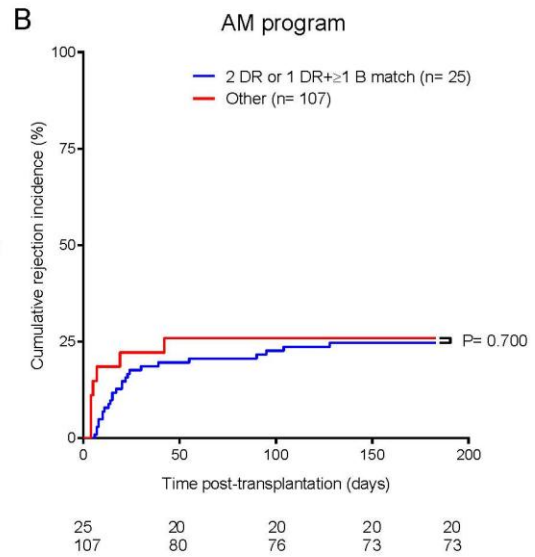 B
AM program
100
75
50
25
0
Cumulative rejection incidence (%)
2 DR or 1 DR+≥1 B match (n= 25)
Other (n= 107)
P= 0.700
0 50 100 150 200
Time post-transplantation (days)
25 20 20 20 20
107 80 76 73 73